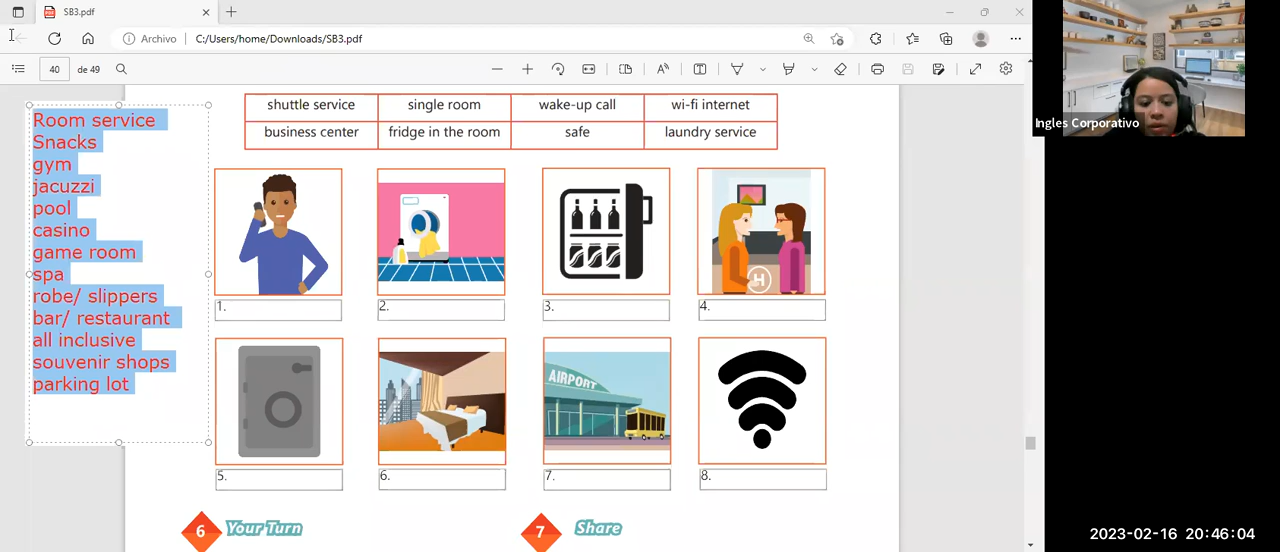 SB3.pdf
Archivo
C:/Users/home/Downloads/SB3.pdf
40
de 49
Ingles Corporativo
shuttle service
single room
wake-up call
wi-fi internet
business center
fridge in the room
safe
laundry service
Room service
Snacks
gym
jacuzzi
pool
casino
game room
spa
robe/ slippers
bar/ restaurant
all inclusive
souvenir shops
parking lot
H
1.
2.
3.
4.
AIRPORT
5.
6.
7.
8.
6
Your Turn
7
Share
2023-02-16 20:46:04